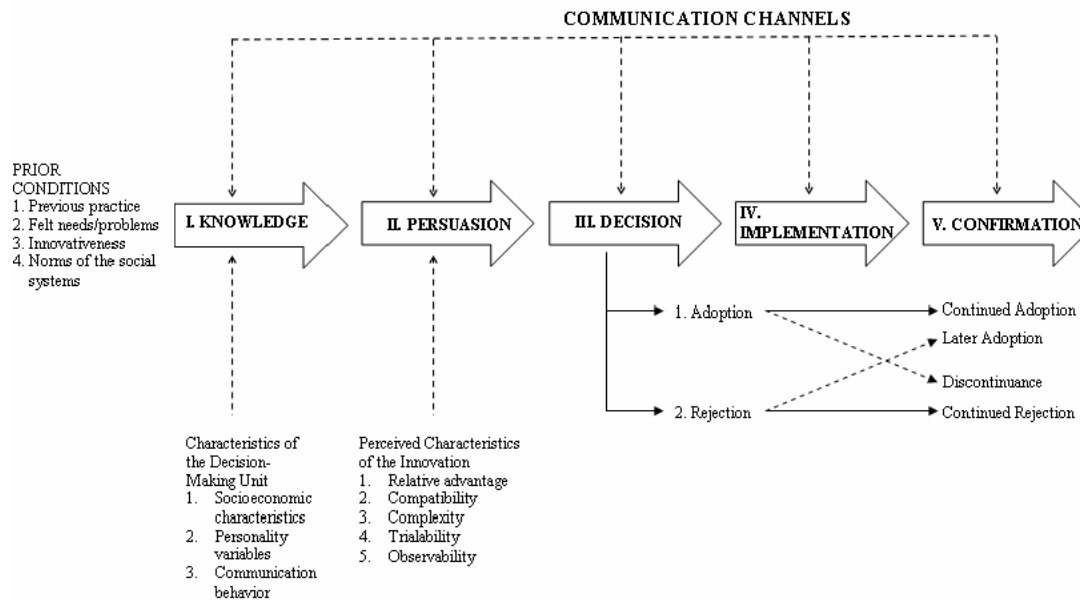 COMMUNICATION CHANNELS
PRIOR
CONDITIONS
1. Previous practice
2. Felt needs/problems
3. Innovativeness
4. Norms of the social
systems
I. KNOWLEDGE
II. PERSUASION
III. DECISION
IV.
IMPLEMENTATION
V. CONFIRMATION
1. Adoption
2. Rejection
Continued Adoption
Later Adoption
Discontinuance
Continued Rejection
Characteristics of
the Decision-
Making Unit
1. Socioeconomic
characteristics
2. Personality
variables
3. Communication
behavior
Perceived Characteristics
of the Innovation
1. Relative advantage
2. Compatibility
3. Complexity
4. Trialability
5. Observability